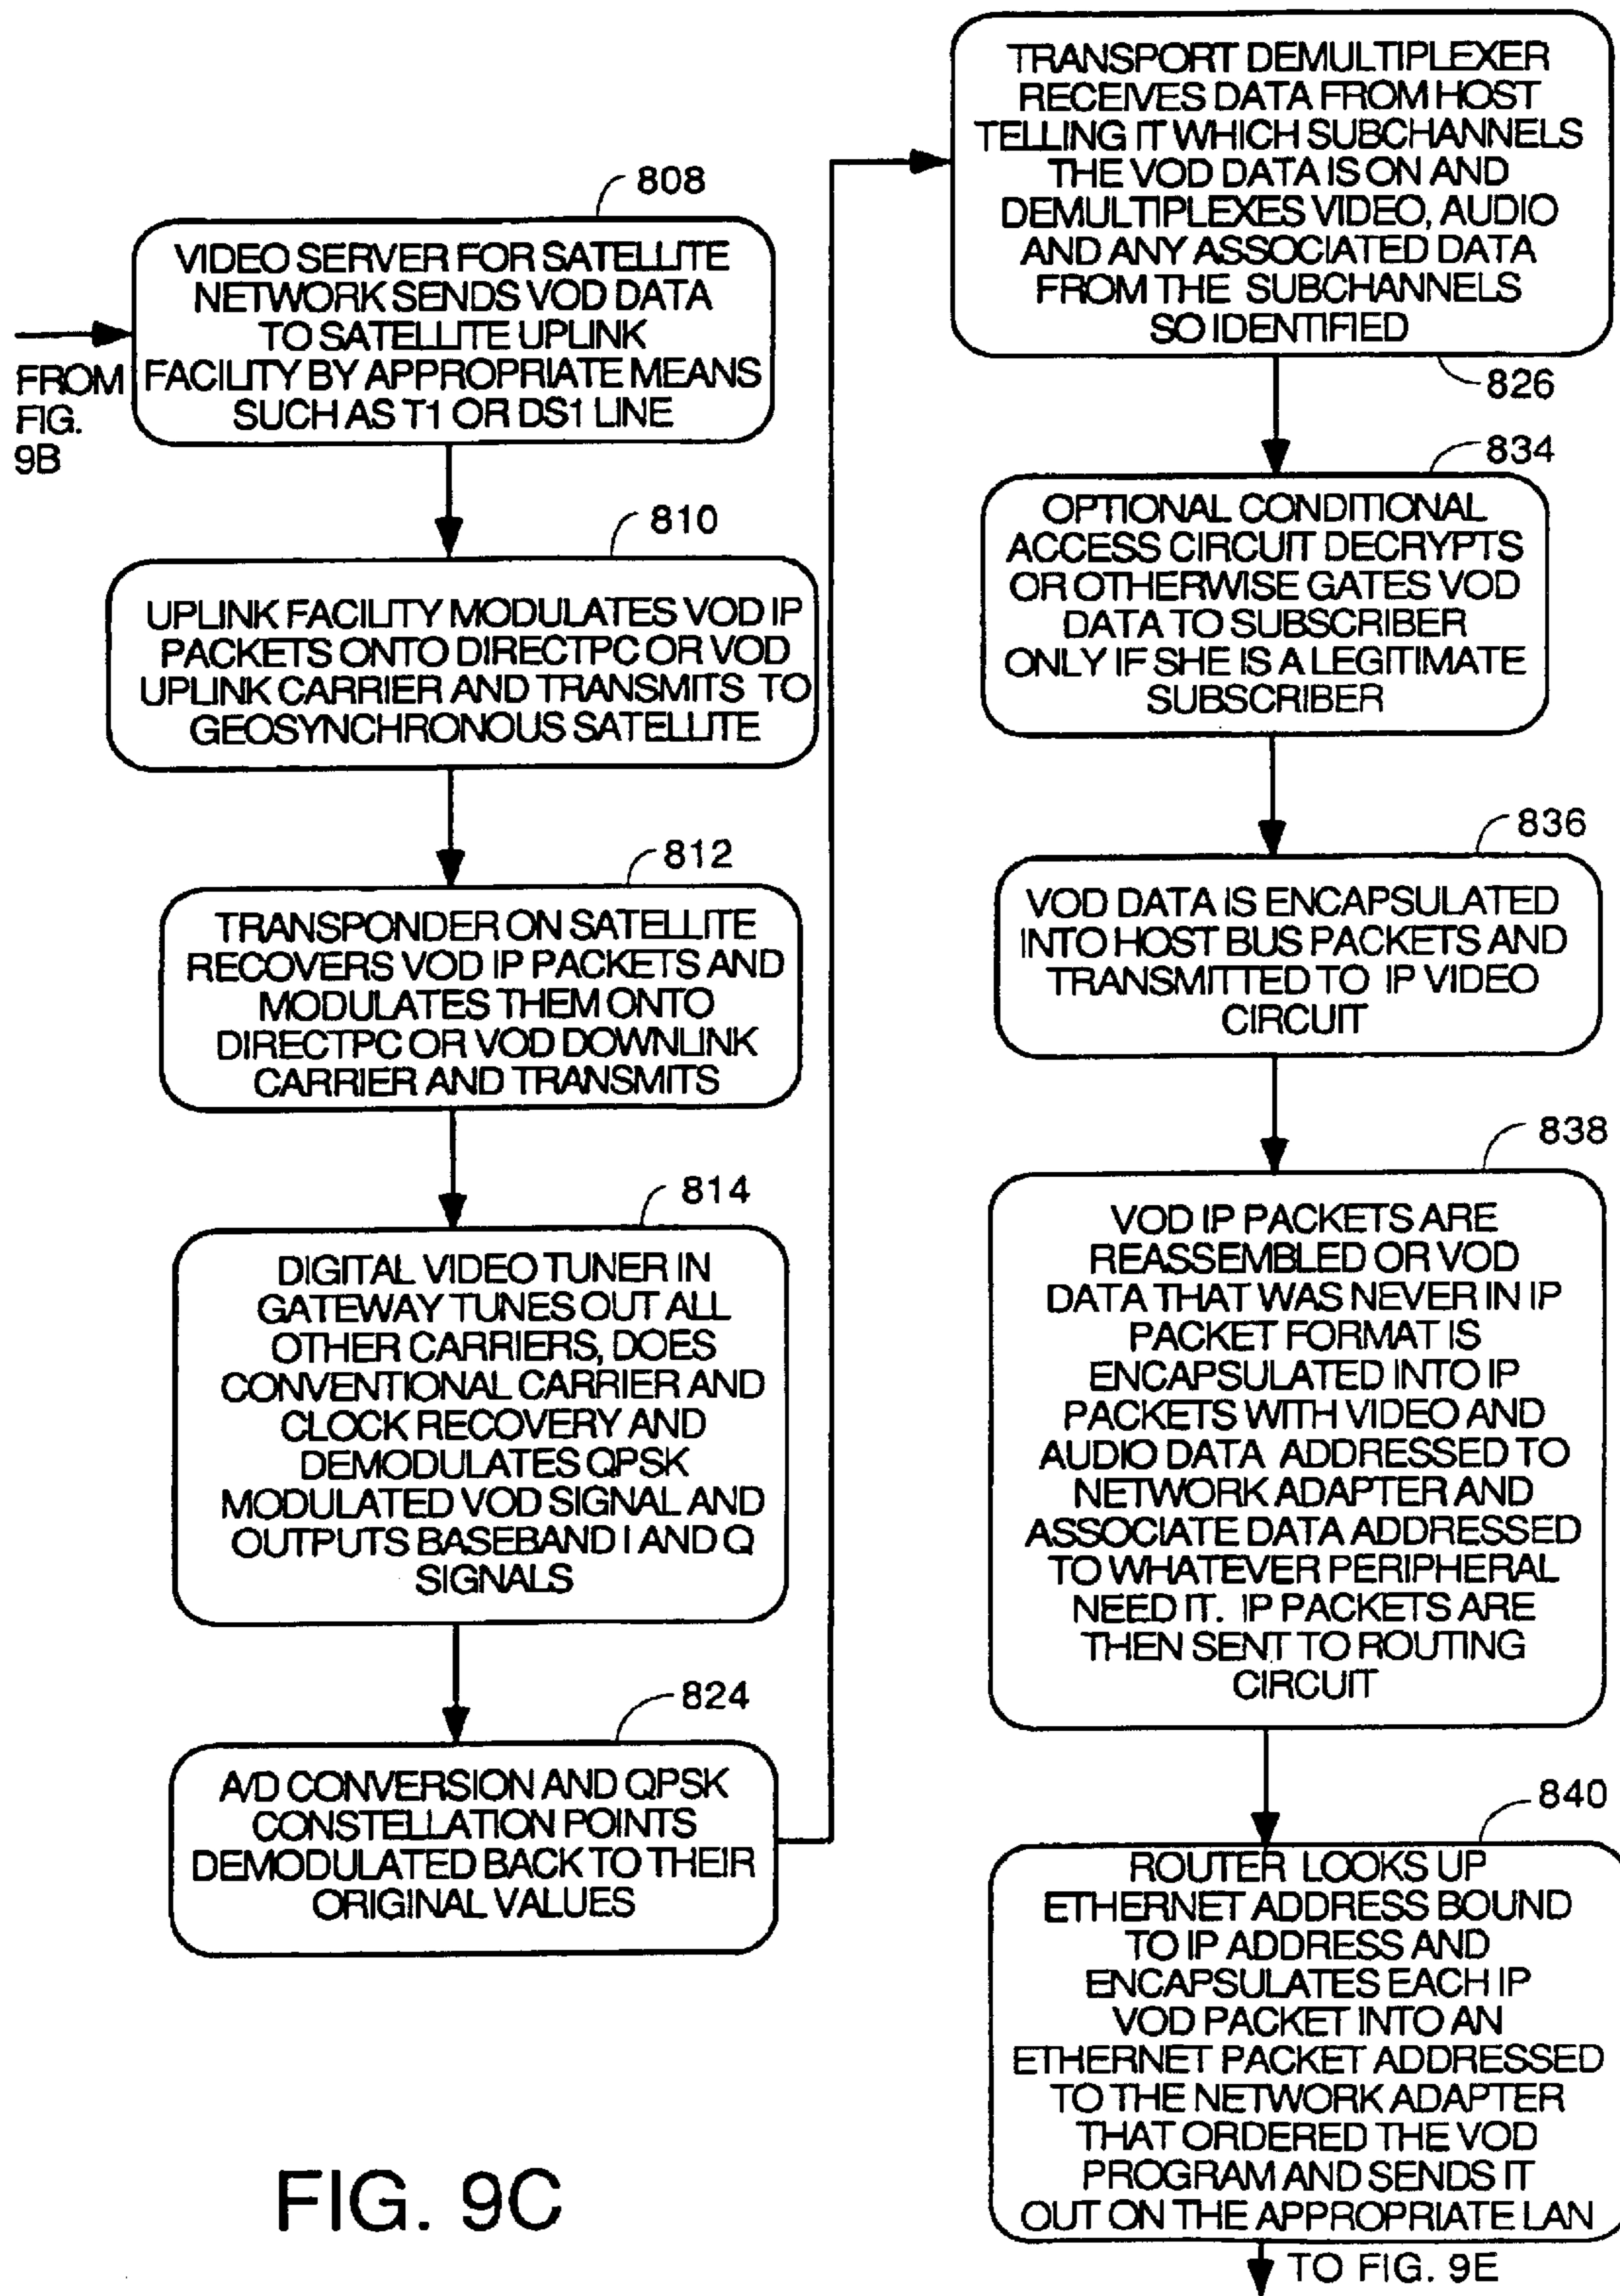 FROM
FIG.
9B
808
VIDEO SERVER FOR SATELLITE
NETWORK SENDS VOD DATA
TO SATELLITE UPLINK
FACILITY BY APPROPRIATE MEANS
SUCH AS T1 OR DS1 LINE
810
UPLINK FACILITY MODULATES VOD IP
PACKETS ONTO DIRECTPC OR VOD
UPLINK CARRIER AND TRANSMITS TO
GEOSYNCHRONOUS SATELLITE
812
TRANSPONDER ON SATELLITE
RECOVERS VOD IP PACKETS AND
MODULATES THEM ONTO
DIRECTPC OR VOD DOWNLINK
CARRIER AND TRANSMITS
814
DIGITAL VIDEO TUNER IN
GATEWAY TUNES OUT ALL
OTHER CARRIERS, DOES
CONVENTIONAL CARRIER AND
CLOCK RECOVERY AND
DEMODULATES QPSK
MODULATED VOD SIGNAL AND
OUTPUTS BASEBAND I AND Q
SIGNALS
824
A/D CONVERSION AND QPSK
CONSTELLATION POINTS
DEMODULATED BACK TO THEIR
ORIGINAL VALUES
TRANSPORT DEMULTIPLEXER
RECEIVES DATA FROM HOST
TELLING IT WHICH SUBCHANNELS
THE VOD DATA IS ON AND
DEMULTIPLEXES VIDEO, AUDIO
AND ANY ASSOCIATED DATA
FROM THE SUBCHANNELS
SO IDENTIFIED
826
834
OPTIONAL CONDITIONAL
ACCESS CIRCUIT DECRYPTS
OR OTHERWISE GATES VOD
DATA TO SUBSCRIBER
ONLY IF SHE IS A LEGITIMATE
SUBSCRIBER
836
VOD DATA IS ENCAPSULATED
INTO HOST BUS PACKETS AND
TRANSMITTED TO IP VIDEO
CIRCUIT
838
VOD IP PACKETS ARE
REASSEMBLED OR VOD
DATA THAT WAS NEVER IN IP
PACKET FORMAT IS
ENCAPSULATED INTO IP
PACKETS WITH VIDEO AND
AUDIO DATA ADDRESSED TO
NETWORK ADAPTER AND
ASSOCIATE DATA ADDRESSED
TO WHATEVER PERIPHERAL
NEED IT. IP PACKETS ARE
THEN SENT TO ROUTING
CIRCUIT
840
ROUTER LOOKS UP
ETHERNET ADDRESS BOUND
TO IP ADDRESS AND
ENCAPSULATES EACH IP
VOD PACKET INTO AN
ETHERNET PACKET ADDRESSED
TO THE NETWORK ADAPTER
THAT ORDERED THE VOD
PROGRAM AND SENDS IT
OUT ON THE APPROPRIATE LAN
TO FIG. 9E
FIG. 9C